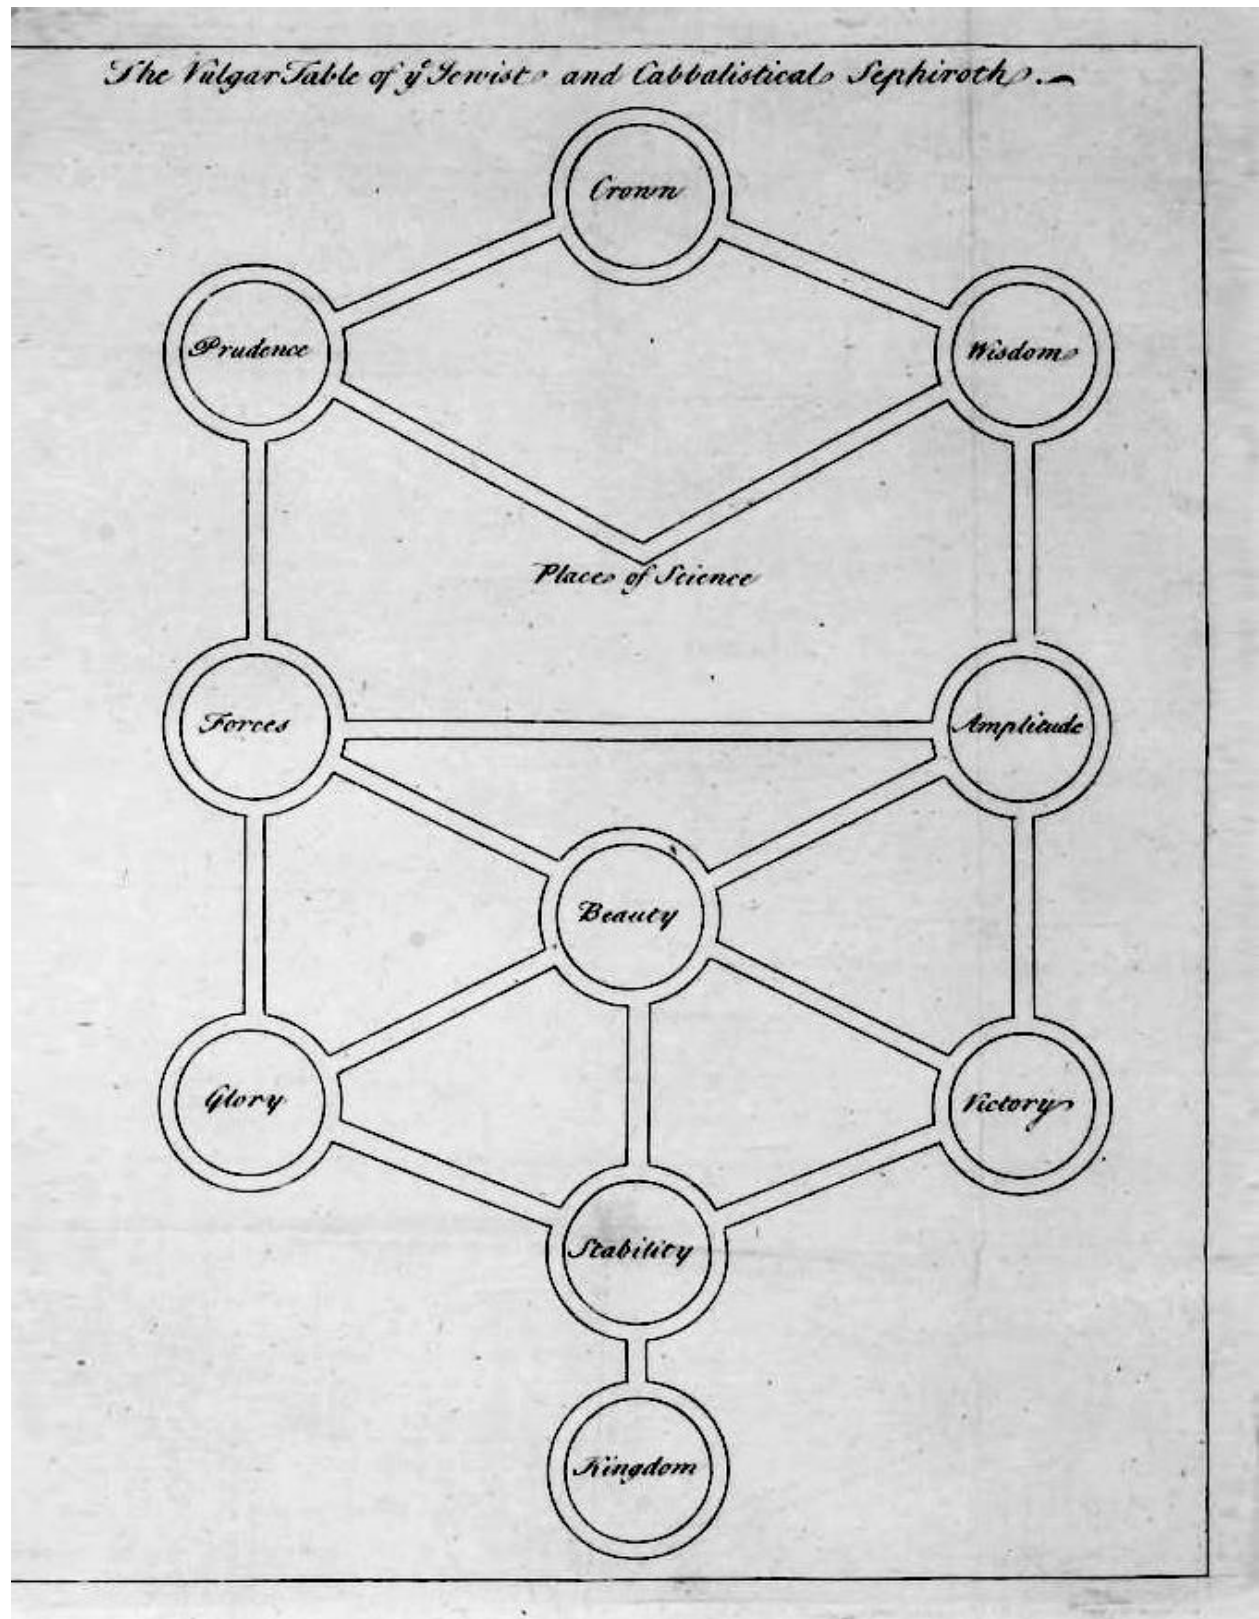 The Vulgar Table of yᵉ Jewish and Cabbalistical Sephiroth.
Crown
Prudence
Wisdom
Place of Science
Forces
Amplitude
Beauty
Glory
Victory
Stability
Kingdom